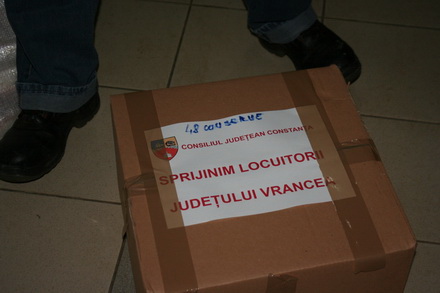 48 CONSERVE
CONSILIUL JUDEȚEAN CONSTANȚA
SPRIJINIM LOCUITORII
JUDEȚULUI VRANCEA